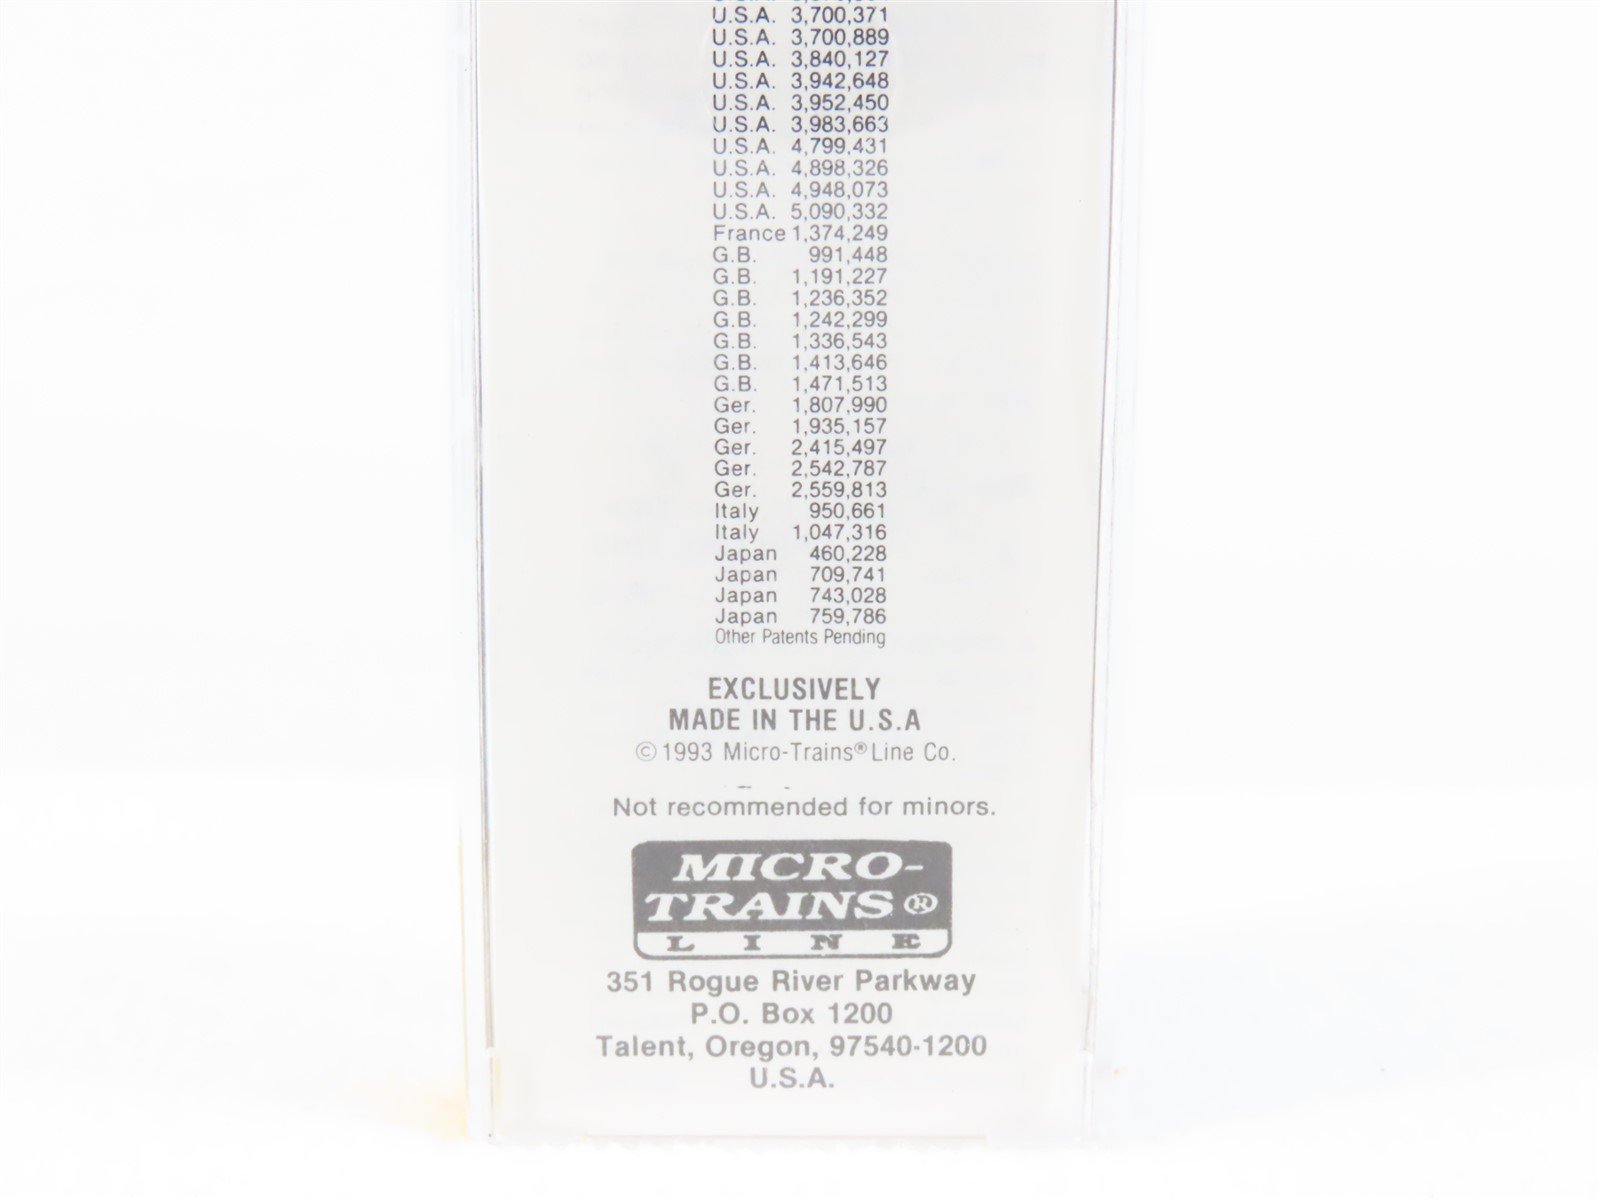 U.S.A. 3,700,371
U.S.A. 3,700,889
U.S.A. 3,840,127
U.S.A. 3,942,648
U.S.A. 3,952,450
U.S.A. 3,983,663
U.S.A. 4,799,431
U.S.A. 4,898,326
U.S.A. 4,948,073
U.S.A. 5,090,332
France 1,374,249
G.B. 991,448
G.B. 1,191,227
G.B. 1,236,352
G.B. 1,242,299
G.B. 1,336,543
G.B. 1,413,646
G.B. 1,471,513
Ger. 1,807,990
Ger. 1,935,157
Ger. 2,415,497
Ger. 2,542,787
Ger. 2,559,813
Italy 950,661
Italy 1,047,316
Japan 460,228
Japan 709,741
Japan 743,028
Japan 759,786
Other Patents Pending
EXCLUSIVELY
MADE IN THE U.S.A
© 1993 Micro-Trains® Line Co.
Not recommended for minors.
MICRO-
TRAINS ®
LINE
351 Rogue River Parkway
P.O. Box 1200
Talent, Oregon, 97540-1200
U.S.A.